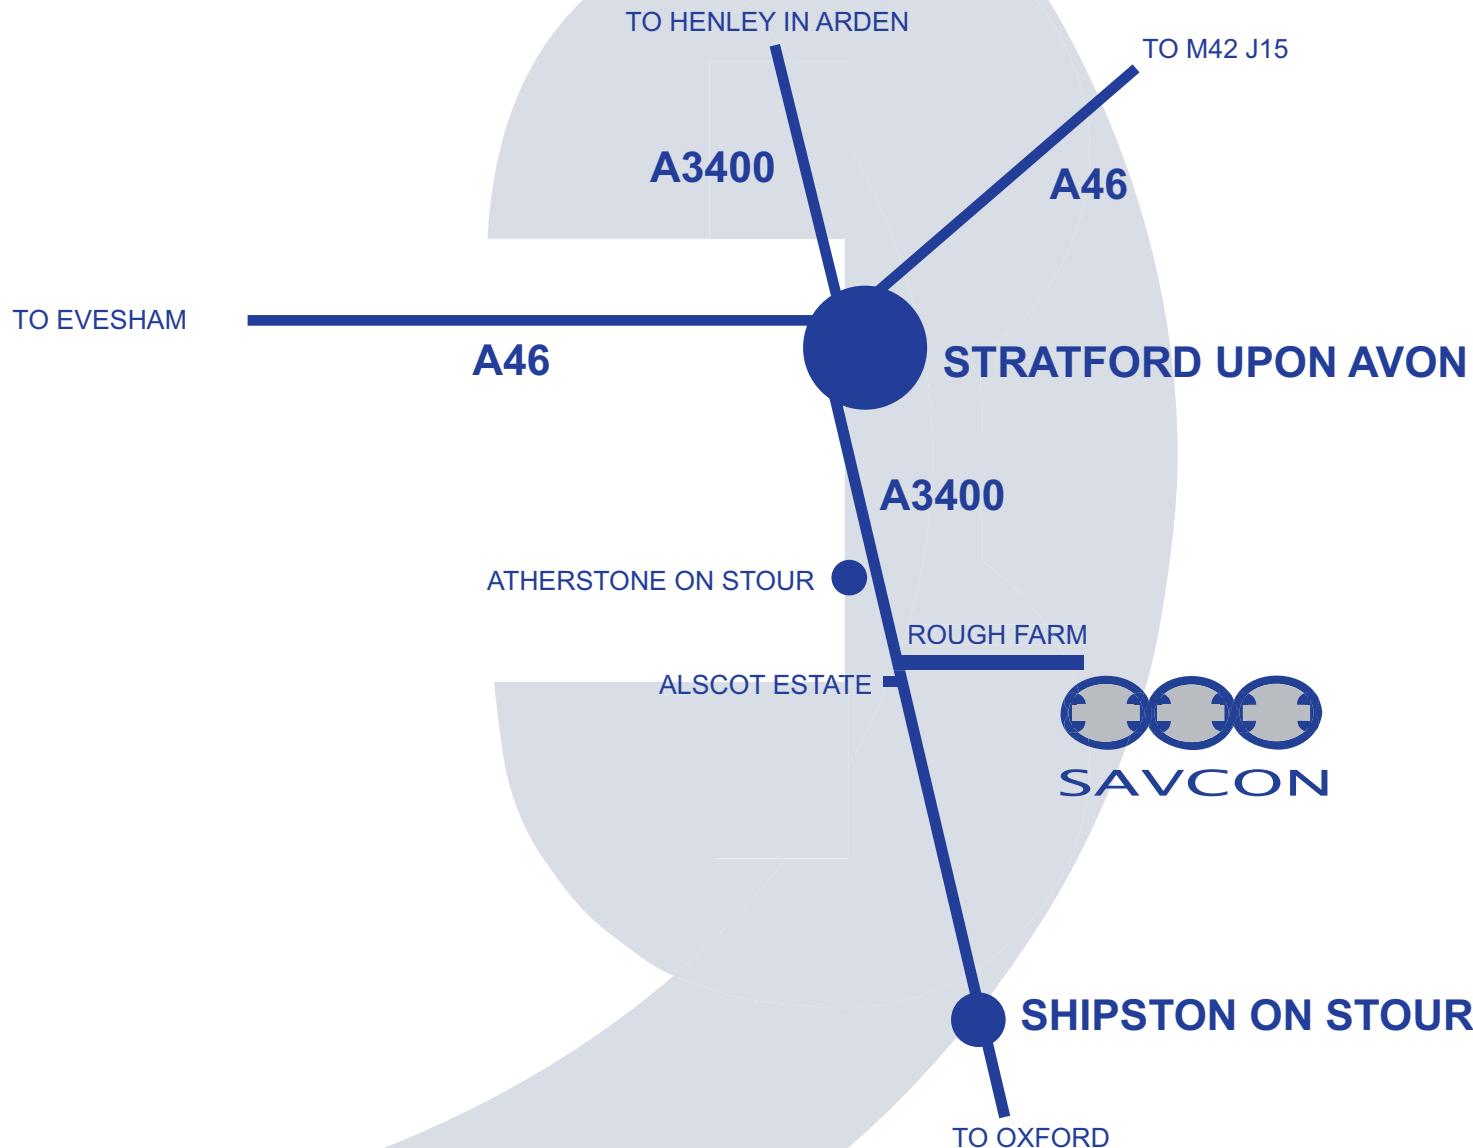 TO HENLEY IN ARDEN
TO M42 J15
A3400
A46
TO EVESHAM
A46
STRATFORD UPON AVON
A3400
ATHERSTONE ON STOUR
ROUGH FARM
ALSCOT ESTATE
SAVCON
SHIPSTON ON STOUR
TO OXFORD